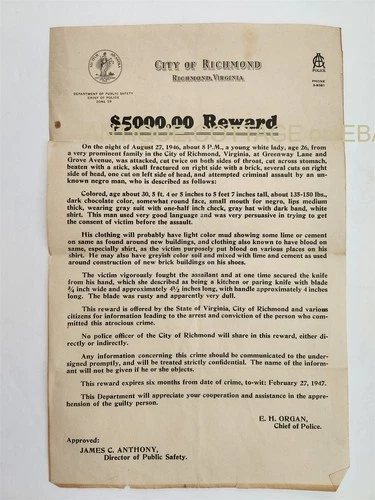 CITY OF RICHMOND
RICHMOND, VIRGINIA
DEPARTMENT OF PUBLIC SAFETY
CHIEF OF POLICE
POLICE
PHONE
$5000.00 Reward
On the night of August 27, 1946, about 8 P.M., a young white lady, age 26, from
a very prominent family in the City of Richmond, Virginia, at Greenway Lane and
Grove Avenue, was attacked, cut twice on both sides of throat, cut across stomach,
beaten with a stick, skull fractured on right side with a brick, several cuts on right
side of head, one cut on left side of head, and attempted criminal assault by an un-
known negro man, who is described as follows:
Colored, age about 30, 5 ft. 4 or 5 inches to 5 feet 7 inches tall, about 135-150 lbs.,
dark chocolate color, somewhat round face, small mouth for negro, lips medium
thick, wearing gray suit with one-half inch check, gray hat with dark band, white
shirt. This man used very good language and was very persuasive in trying to get
the consent of victim before the assault.
His clothing will probably have light color mud showing some lime or cement
on same as found around new buildings, and clothing also known to have blood on
same, especially shirt, as the victim purposely put blood on various places on his
shirt. He may also have greyish color soil and mixed with lime and cement as used
around construction of new brick buildings on his shoes.
The victim vigorously fought the assailant and at one time secured the knife
from his hand, which she described as being a kitchen or paring knife with blade
¾ inch wide and approximately 4½ inches long, with handle approximately 4 inches
long. The blade was rusty and apparently very dull.
This reward is offered by the State of Virginia, City of Richmond and various
citizens for information leading to the arrest and conviction of the person who com-
mitted this atrocious crime.
No police officer of the City of Richmond will share in this reward, either di-
rectly or indirectly.
Any information concerning this crime should be communicated to the under-
signed promptly, and will be treated strictly confidential. The name of the inform-
ant will not be given if he or she objects.
This reward expires six months from date of crime, to-wit: February 27, 1947.
This Department will appreciate your cooperation and assistance in the appre-
hension of the guilty person.
E. H. ORGAN,
Chief of Police.
Approved:
JAMES C. ANTHONY,
Director of Public Safety.